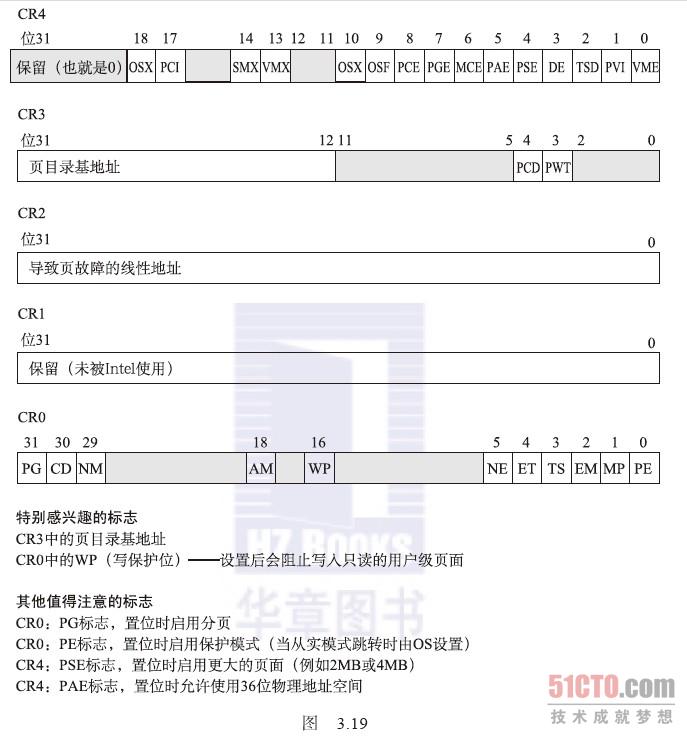 CR4
位31 18 17 14 13 12 11 10 9 8 7 6 5 4 3 2 1 0
保留（也就是0） OSX PCI SMX VMX OSX OSF PCE PGE MCE PAE PSE DE TSD PVI VME
CR3
位31 12 11 5 4 3 2 0
页目录基地址 PCD PWT
CR2
位31 0
导致页故障的线性地址
CR1
位31 0
保留（未被Intel使用）
CR0
31 30 29 18 16 5 4 3 2 1 0
PG CD NM AM WP NE ET TS EM MP PE
特别感兴趣的标志
CR3中的页目录基地址
CR0中的WP（写保护位）——设置后会阻止写入只读的用户级页面
其他值得注意的标志
CR0：PG标志，置位时启用分页
CR0：PE标志，置位时启用保护模式（当从实模式跳转时由OS设置）
CR4：PSE标志，置位时启用更大的页面（例如2MB或4MB）
CR4：PAE标志，置位时允许使用36位物理地址空间
图 3.19
HZ Books
华章图书
51CTO.com
技术成就梦想